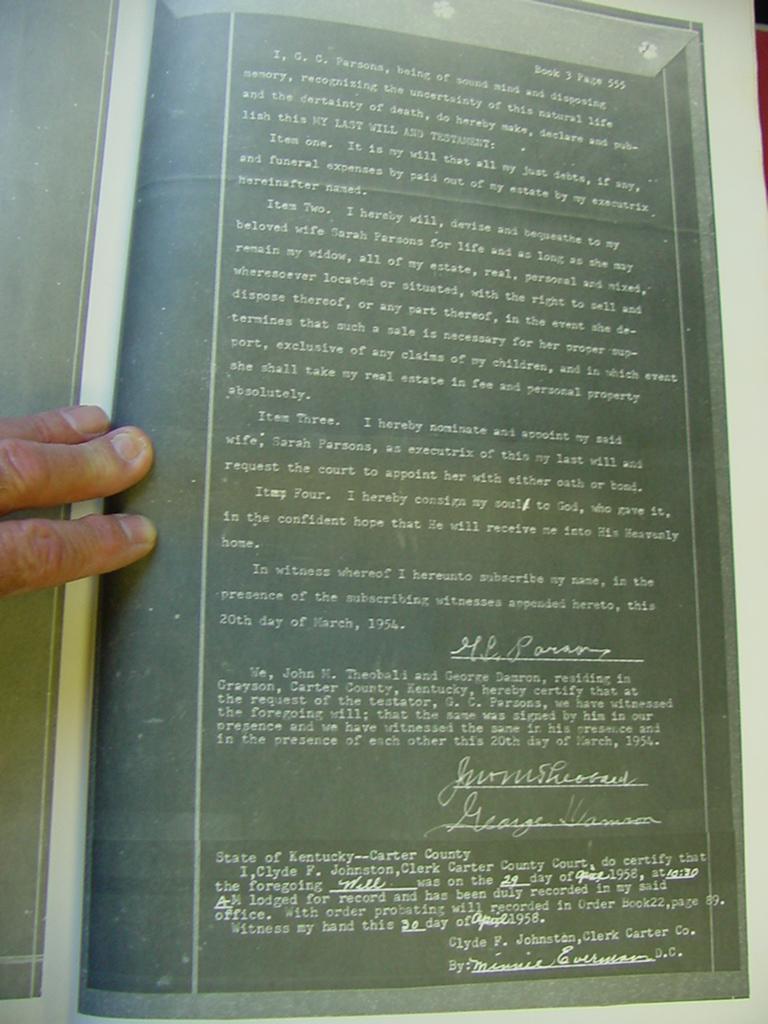 Book 3 Page 555
I, G. C. Parsons, being of sound mind and disposing
memory, recognizing the uncertainty of this natural life
and the dertainty of death, do hereby make, declare and pub-
lish this MY LAST WILL AND TESTAMENT:
Item one. It is my will that all my just debts, if any,
and funeral expenses by paid out of my estate by my executrix
hereinafter named.
Item Two. I hereby will, devise and bequeathe to my
beloved wife Sarah Parsons for life and as long as she may
remain my widow, all of my estate, real, personal and mixed,
wheresoever located or situated, with the right to sell and
dispose thereof, or any part thereof, in the event she de-
termines that such a sale is necessary for her proper sup-
port, exclusive of any claims of my children, and in which event
she shall take my real estate in fee and personal property
absolutely.
Item Three. I hereby nominate and appoint my said
wife, Sarah Parsons, as executrix of this my last will and
request the court to appoint her with either oath or bond.
Item Four. I hereby consign my soul to God, who gave it,
in the confident hope that He will receive me into His Heavenly
home.
In witness whereof I hereunto subscribe my name, in the
presence of the subscribing witnesses appended hereto, this
20th day of March, 1954.
G. C. Parsons
We, John M. Theobald and George Damron, residing in
Grayson, Carter County, Kentucky, hereby certify that at
the request of the testator, G. C. Parsons, we have witnessed
the foregoing will; that the same was signed by him in our
presence and we have witnessed the same in his presence and
in the presence of each other this 20th day of March, 1954.
Jno M Theobald
George Damron
State of Kentucky--Carter County
I,Clyde F. Johnston,Clerk Carter County Court, do certify that
the foregoing Will was on the 29 day of April 1958, at 10:30
A M lodged for record and has been duly recorded in my said
office. With order probating will recorded in Order Book22,page 89.
Witness my hand this 30 day of April 1958.
Clyde F. Johnston,Clerk Carter Co.
By: Minnie Everman D.C.